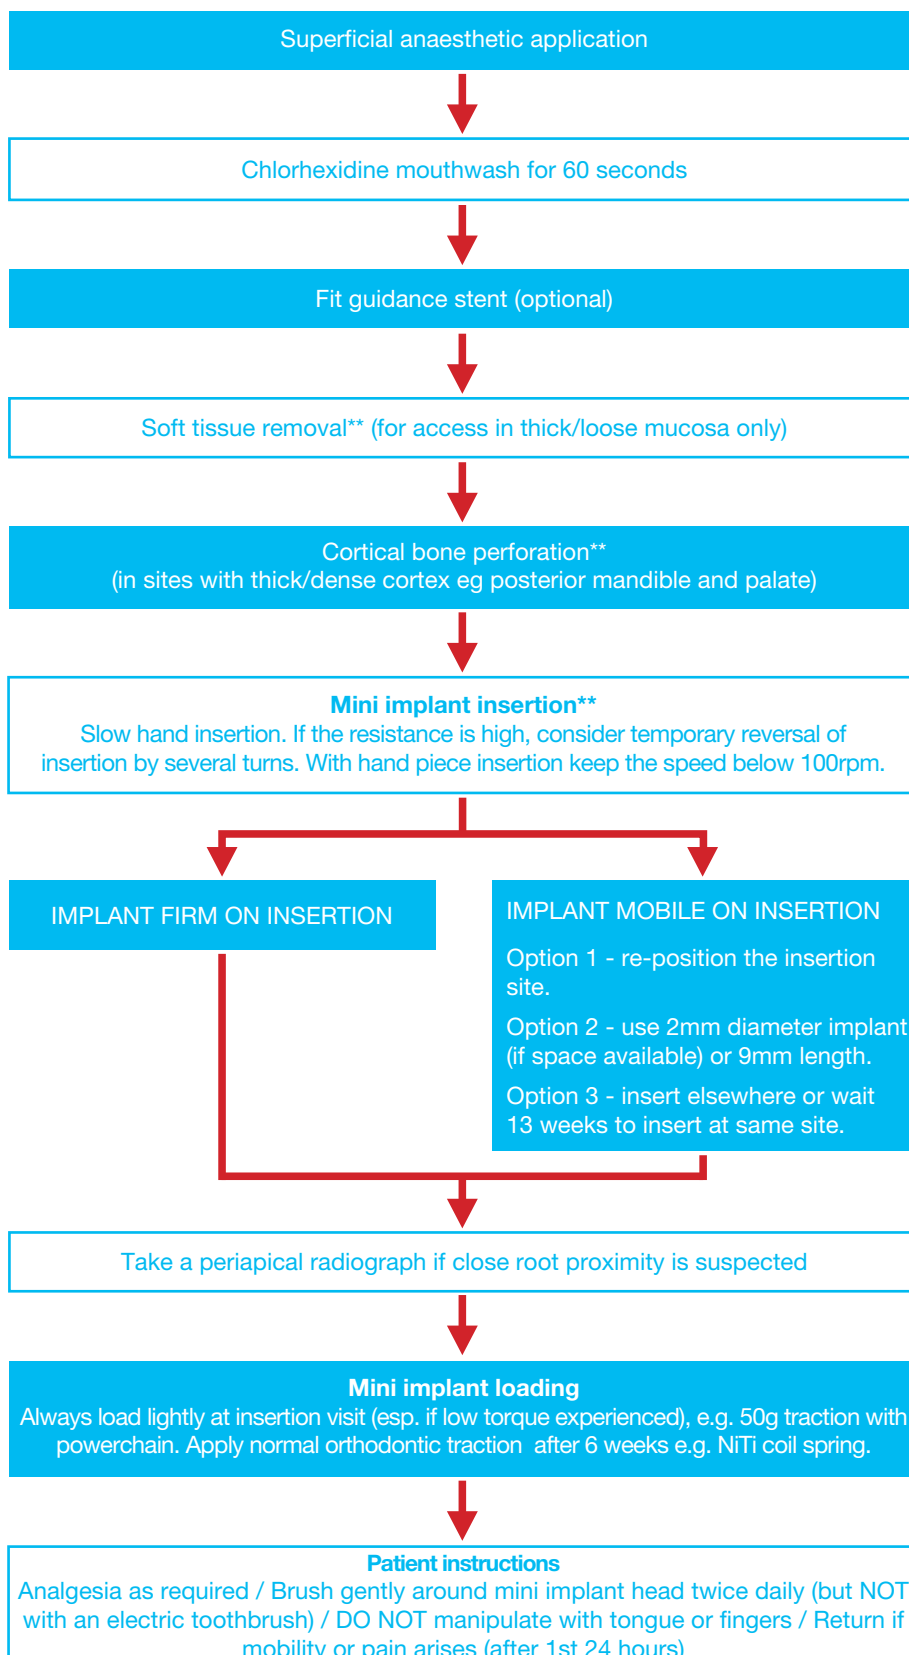 Superficial anaesthetic application
Chlorhexidine mouthwash for 60 seconds
Fit guidance stent (optional)
Soft tissue removal** (for access in thick/loose mucosa only)
Cortical bone perforation**
(in sites with thick/dense cortex eg posterior mandible and palate)
Mini implant insertion**
Slow hand insertion. If the resistance is high, consider temporary reversal of
insertion by several turns. With hand piece insertion keep the speed below 100rpm.
IMPLANT FIRM ON INSERTION
IMPLANT MOBILE ON INSERTION
Option 1 - re-position the insertion
site.
Option 2 - use 2mm diameter implant
(if space available) or 9mm length.
Option 3 - insert elsewhere or wait
13 weeks to insert at same site.
Take a periapical radiograph if close root proximity is suspected
Mini implant loading
Always load lightly at insertion visit (esp. if low torque experienced), e.g. 50g traction with
powerchain. Apply normal orthodontic traction after 6 weeks e.g. NiTi coil spring.
Patient instructions
Analgesia as required / Brush gently around mini implant head twice daily (but NOT
with an electric toothbrush) / DO NOT manipulate with tongue or fingers / Return if
mobility or pain arises (after 1st 24 hours)